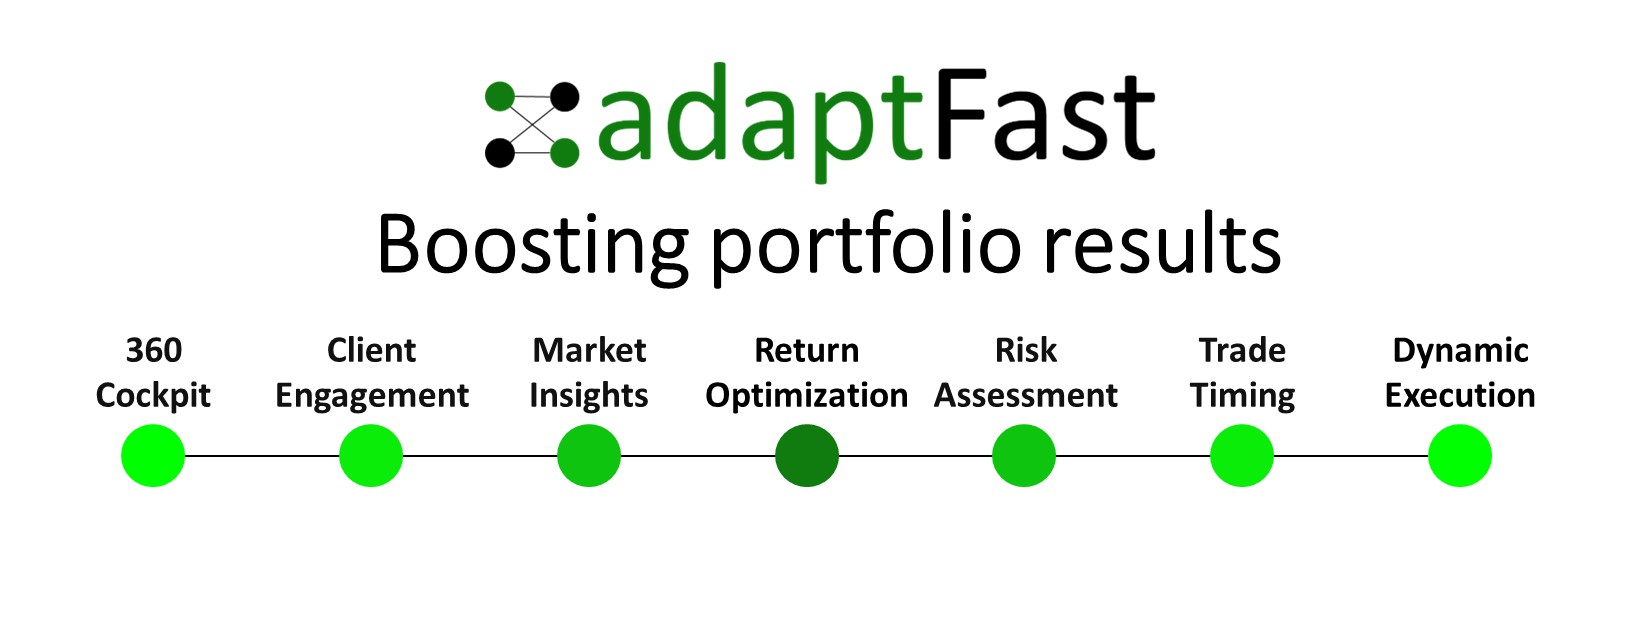 adaptFast
Boosting portfolio results
360
Cockpit
Client
Engagement
Market
Insights
Return
Optimization
Risk
Assessment
Trade
Timing
Dynamic
Execution